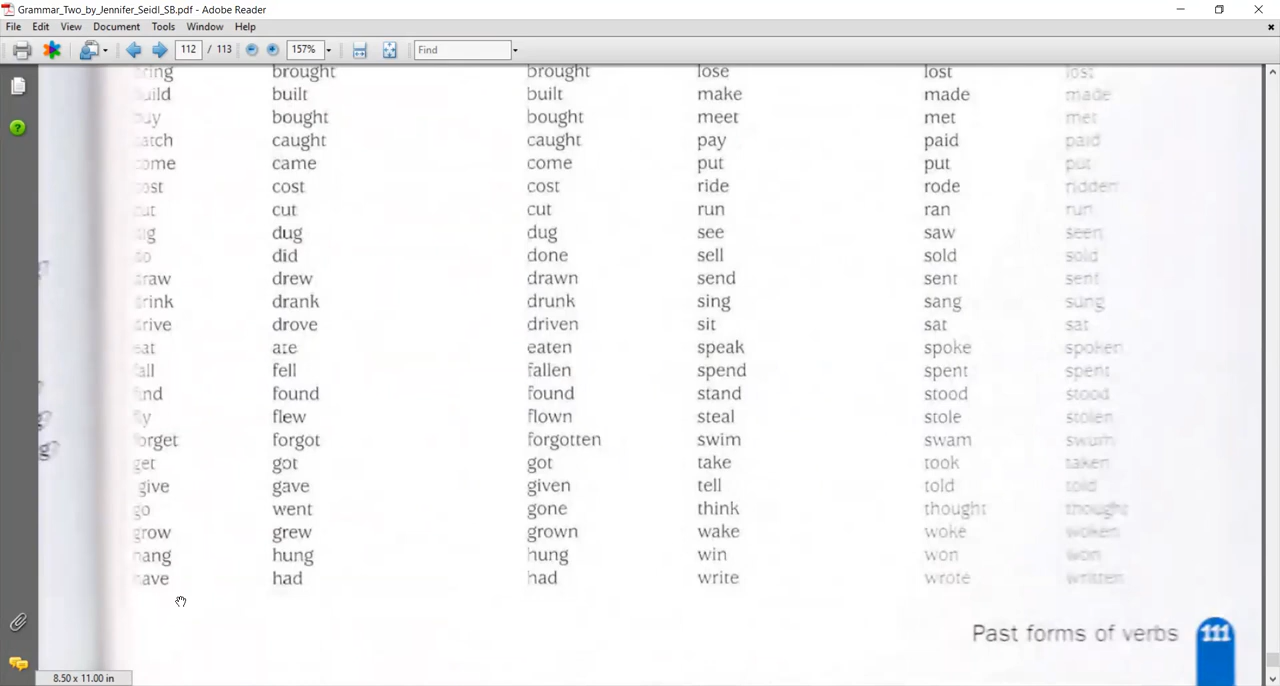 Grammar_Two_by_Jennifer_Seidl_SB.pdf - Adobe Reader
File Edit View Document Tools Window Help
112 / 113 157% Find
bring brought brought lose lost lost
build built built make made made
buy bought bought meet met met
catch caught caught pay paid paid
come came come put put put
cost cost cost ride rode ridden
cut cut cut run ran run
dig dug dug see saw seen
do did done sell sold sold
draw drew drawn send sent sent
drink drank drunk sing sang sung
drive drove driven sit sat sat
eat ate eaten speak spoke spoken
fall fell fallen spend spent spent
find found found stand stood stood
fly flew flown steal stole stolen
forget forgot forgotten swim swam swum
get got got take took taken
give gave given tell told told
go went gone think thought thought
grow grew grown wake woke woken
hang hung hung win won won
have had had write wrote written
Past forms of verbs 111
8.50 x 11.00 in